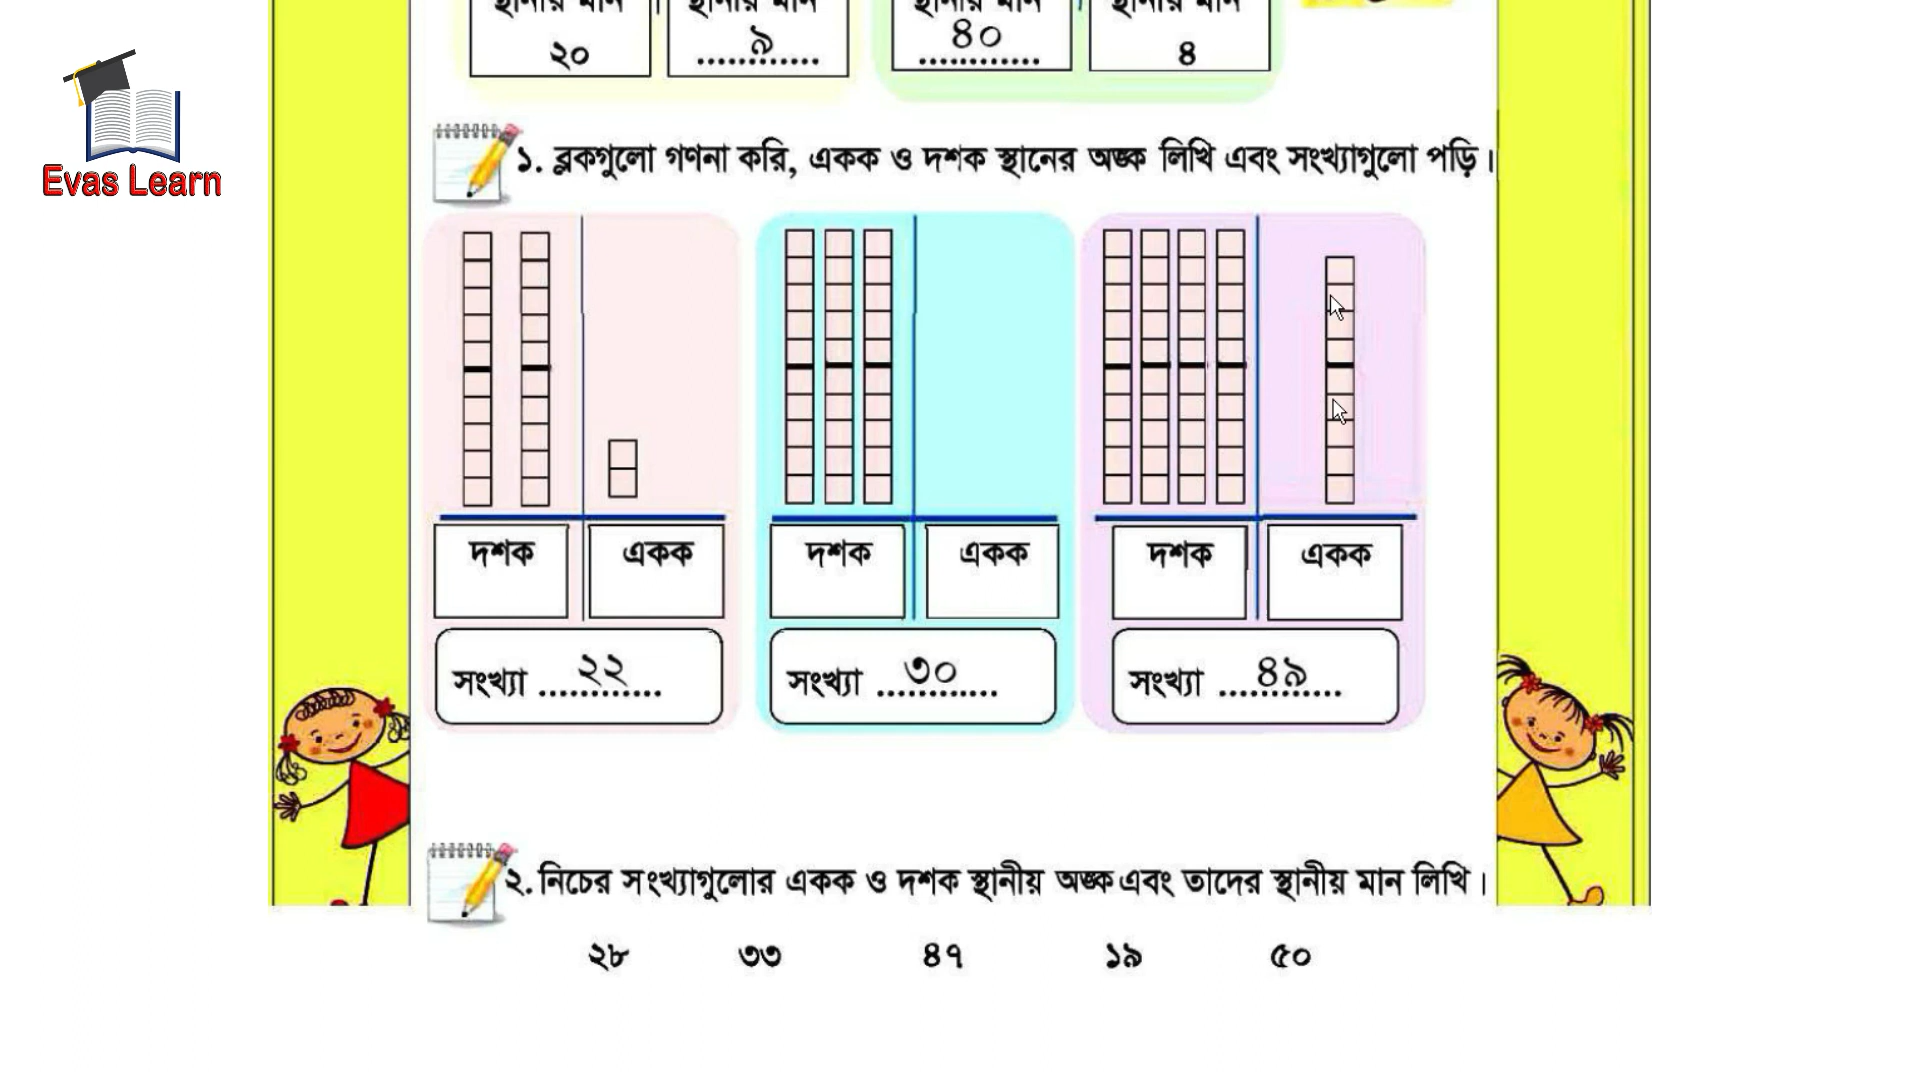 স্থানীয় মান স্থানীয় মান স্থানীয় মান স্থানীয় মান
২০ ৯ ৪০ ৪
Evas Learn
১. ব্লকগুলো গণনা করি, একক ও দশক স্থানের অঙ্ক লিখি এবং সংখ্যাগুলো পড়ি।
দশক একক দশক একক দশক একক
সংখ্যা ২২ সংখ্যা ৩০ সংখ্যা ৪৯
২. নিচের সংখ্যাগুলোর একক ও দশক স্থানীয় অঙ্ক এবং তাদের স্থানীয় মান লিখি।
২৮ ৩৩ ৪৭ ১৯ ৫০